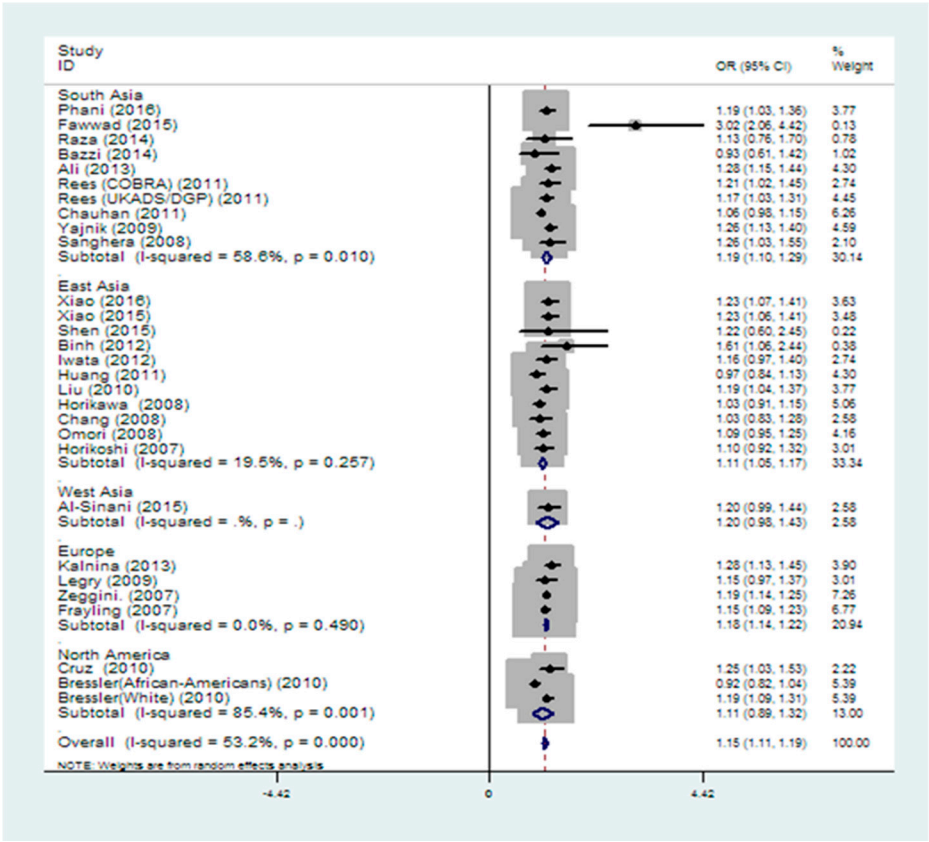 Study %
ID OR (95% CI) Weight
South Asia
Phani (2016) 1.19 (1.03, 1.36) 3.77
Fawwad (2015) 3.02 (2.06, 4.42) 0.13
Raza (2014) 1.13 (0.76, 1.70) 0.78
Bazzi (2014) 0.93 (0.61, 1.42) 1.02
Ali (2013) 1.28 (1.15, 1.44) 4.30
Rees (COBRA) (2011) 1.21 (1.02, 1.45) 2.74
Rees (UKADS/DGP) (2011) 1.17 (1.03, 1.31) 4.45
Chauhan (2011) 1.06 (0.98, 1.15) 6.26
Yajnik (2009) 1.26 (1.13, 1.40) 4.59
Sanghera (2008) 1.26 (1.03, 1.55) 2.10
Subtotal (I-squared = 58.6%, p = 0.010) 1.19 (1.10, 1.29) 30.14
.
East Asia
Xiao (2016) 1.23 (1.07, 1.41) 3.63
Xiao (2015) 1.23 (1.06, 1.41) 3.48
Shen (2015) 1.22 (0.60, 2.45) 0.22
Binh (2012) 1.61 (1.06, 2.44) 0.38
Iwata (2012) 1.16 (0.97, 1.40) 2.74
Huang (2011) 0.97 (0.84, 1.13) 4.30
Liu (2010) 1.19 (1.04, 1.37) 3.77
Horikawa (2008) 1.03 (0.91, 1.15) 5.06
Chang (2008) 1.03 (0.83, 1.28) 2.58
Omori (2008) 1.09 (0.95, 1.25) 4.16
Horikoshi (2007) 1.10 (0.92, 1.32) 3.01
Subtotal (I-squared = 19.5%, p = 0.257) 1.11 (1.05, 1.17) 33.34
.
West Asia
Al-Sinani (2015) 1.20 (0.99, 1.44) 2.58
Subtotal (I-squared = .%, p = .) 1.20 (0.98, 1.43) 2.58
.
Europe
Kalnina (2013) 1.28 (1.13, 1.45) 3.90
Legry (2009) 1.15 (0.97, 1.37) 3.01
Zeggini. (2007) 1.19 (1.14, 1.25) 7.26
Frayling (2007) 1.15 (1.09, 1.23) 6.77
Subtotal (I-squared = 0.0%, p = 0.490) 1.18 (1.14, 1.22) 20.94
.
North America
Cruz (2010) 1.25 (1.03, 1.53) 2.22
Bressler(African-Americans) (2010) 0.92 (0.82, 1.04) 5.39
Bressler(White) (2010) 1.19 (1.09, 1.31) 5.39
Subtotal (I-squared = 85.4%, p = 0.001) 1.11 (0.89, 1.32) 13.00
.
Overall (I-squared = 53.2%, p = 0.000) 1.15 (1.11, 1.19) 100.00
NOTE: Weights are from random effects analysis
-4.42 0 4.42